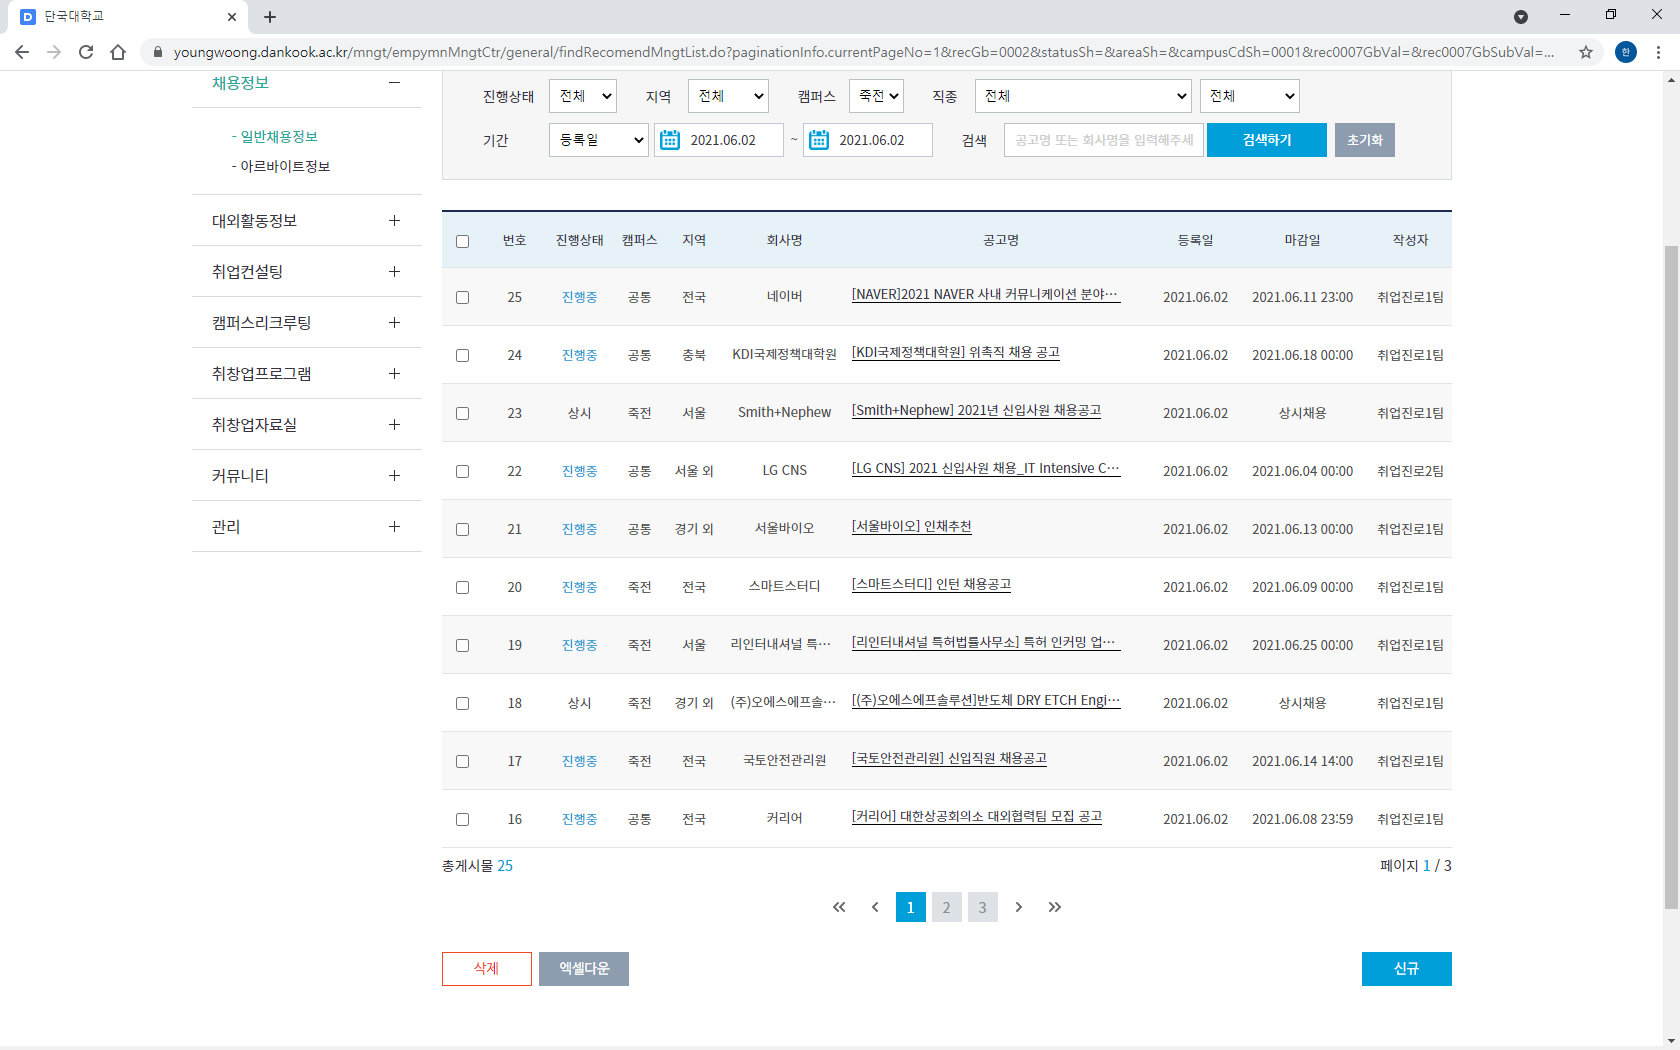 단국대학교
youngwoong.dankook.ac.kr/mngt/empymnMngtCtr/general/findRecomendMngtList.do?paginationInfo.currentPageNo=1&recGb=0002&statusSh=&areaSh=&campusCdSh=0001&rec0007GbVal=&rec0007GbSubVal=...
한
채용정보
- 일반채용정보
- 아르바이트정보
대외활동정보
취업컨설팅
캠퍼스리크루팅
취창업프로그램
취창업자료실
커뮤니티
관리
진행상태 전체 지역 전체 캠퍼스 죽전 직종 전체 전체
기간 등록일 2021.06.02 ~ 2021.06.02 검색 공고명 또는 회사명을 입력해주세 검색하기 초기화
번호 진행상태 캠퍼스 지역 회사명 공고명 등록일 마감일 작성자
25 진행중 공통 전국 네이버 [NAVER]2021 NAVER 사내 커뮤니케이션 분야… 2021.06.02 2021.06.11 23:00 취업진로1팀
24 진행중 공통 충북 KDI국제정책대학원 [KDI국제정책대학원] 위촉직 채용 공고 2021.06.02 2021.06.18 00:00 취업진로1팀
23 상시 죽전 서울 Smith+Nephew [Smith+Nephew] 2021년 신입사원 채용공고 2021.06.02 상시채용 취업진로1팀
22 진행중 공통 서울 외 LG CNS [LG CNS] 2021 신입사원 채용_IT Intensive C… 2021.06.02 2021.06.04 00:00 취업진로2팀
21 진행중 공통 경기 외 서울바이오 [서울바이오] 인채추천 2021.06.02 2021.06.13 00:00 취업진로1팀
20 진행중 죽전 전국 스마트스터디 [스마트스터디] 인턴 채용공고 2021.06.02 2021.06.09 00:00 취업진로1팀
19 진행중 죽전 서울 리인터내셔널 특… [리인터내셔널 특허법률사무소] 특허 인커밍 업… 2021.06.02 2021.06.25 00:00 취업진로1팀
18 상시 죽전 경기 외 (주)오에스에프솔… [(주)오에스에프솔루션]반도체 DRY ETCH Engi… 2021.06.02 상시채용 취업진로1팀
17 진행중 죽전 전국 국토안전관리원 [국토안전관리원] 신입직원 채용공고 2021.06.02 2021.06.14 14:00 취업진로1팀
16 진행중 공통 전국 커리어 [커리어] 대한상공회의소 대외협력팀 모집 공고 2021.06.02 2021.06.08 23:59 취업진로1팀
총게시물 25 페이지 1 / 3
1 2 3
삭제 엑셀다운 신규